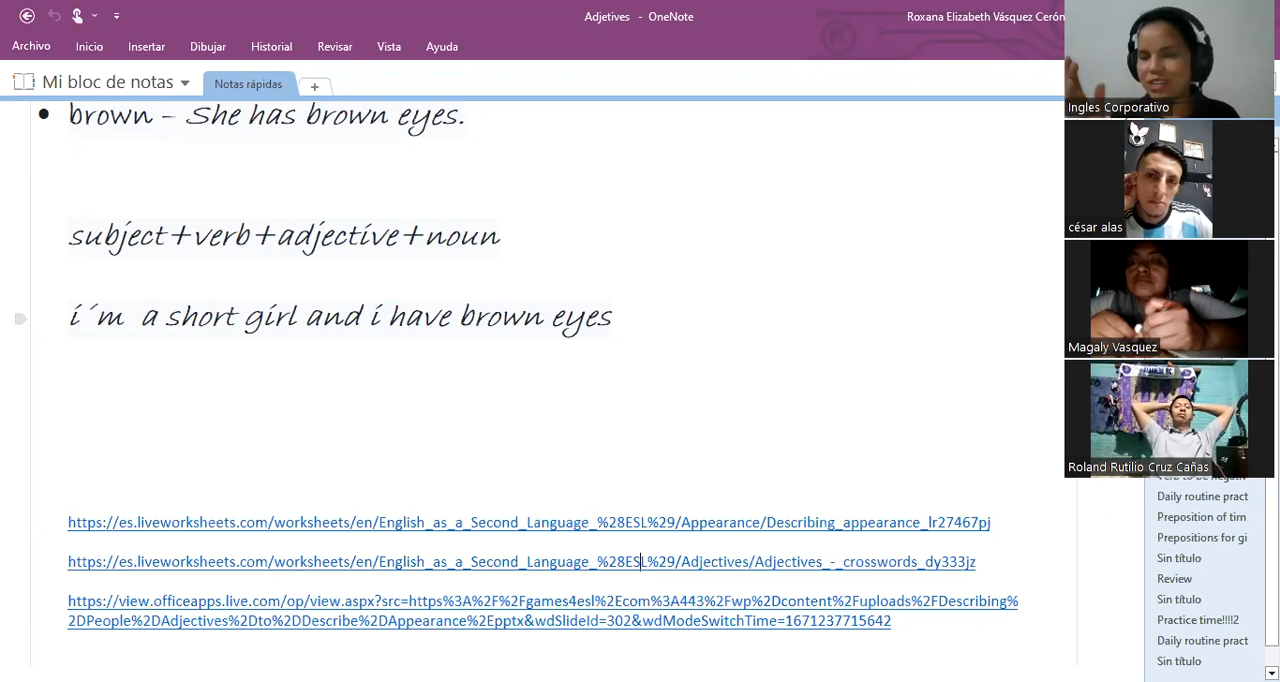 Adjetives - OneNote
Roxana Elizabeth Vásquez Cerón
Archivo Inicio Insertar Dibujar Historial Revisar Vista Ayuda
Mi bloc de notas Notas rápidas +
brown - She has brown eyes.
subject+verb+adjective+noun
i´m a short girl and i have brown eyes
https://es.liveworksheets.com/worksheets/en/English_as_a_Second_Language_%28ESL%29/Appearance/Describing_appearance_lr27467pj
https://es.liveworksheets.com/worksheets/en/English_as_a_Second_Language_%28ESL%29/Adjectives/Adjectives_-_crosswords_dy333jz
https://view.officeapps.live.com/op/view.aspx?src=https%3A%2F%2Fgames4esl%2Ecom%3A443%2Fwp%2Dcontent%2Fuploads%2FDescribing%
2DPeople%2DAdjectives%2Dto%2DDescribe%2DAppearance%2Epptx&wdSlideId=302&wdModeSwitchTime=1671237715642
Ingles Corporativo
césar alas
Magaly Vasquez
Roland Rutilio Cruz Cañas
Daily routine pract
Preposition of tim
Prepositions for gi
Sin título
Review
Sin título
Practice time!!!!2
Daily routine pract
Sin título